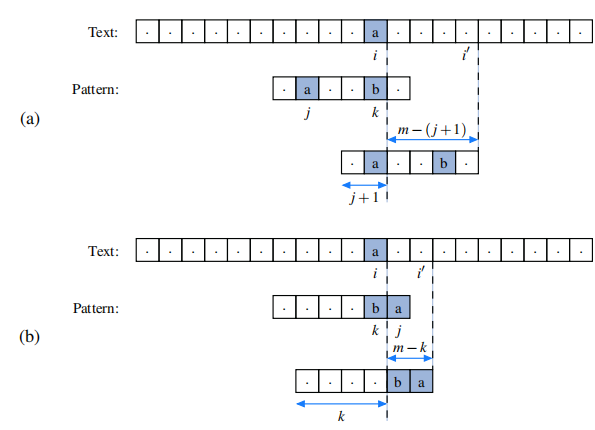 Text: · · · · · · · · · · a · · · · · · · · ·
i i′
Pattern: · a · · b ·
j k
(a)
m − (j + 1)
· a · · b ·
j + 1
Text: · · · · · · · · · · a · · · · · · · · ·
i i′
Pattern: · · · · b a
k j
(b)
m − k
· · · · b a
k